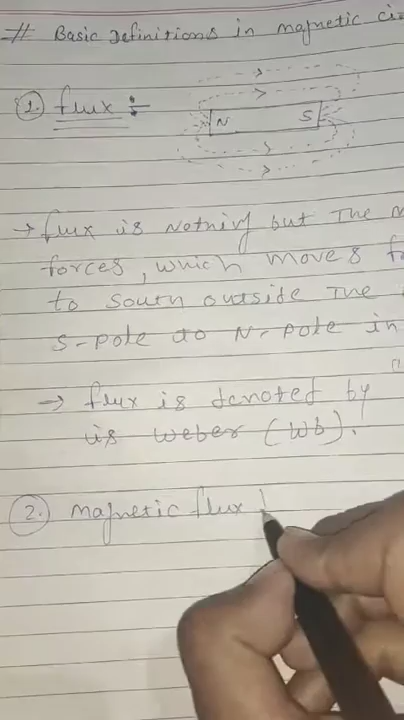 # Basic Definitions in magnetic
1. flux :-
N S
→ flux is Nothing but The
forces, which moves
to South outside The
S-pole to N-pole in
→ flux is denoted by
is weber (Wb).
2. magnetic flux